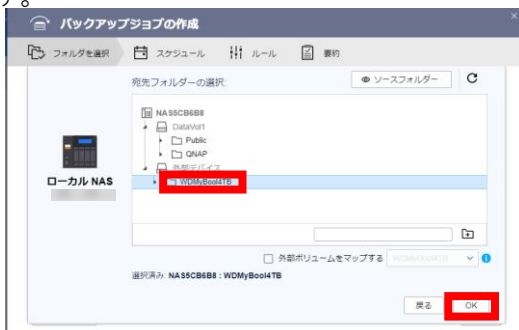 す。
バックアップジョブの作成
フォルダを選択 スケジュール ルール 要約
宛先フォルダーの選択: ソースフォルダー
NAS5CB6B8
DataVol1
Public
QNAP
外部デバイス
WDMyBool4TB
ローカル NAS
外部ボリュームをマップする WDMyBool4TB
選択済み: NAS5CB6B8 : WDMyBool4TB
戻る OK